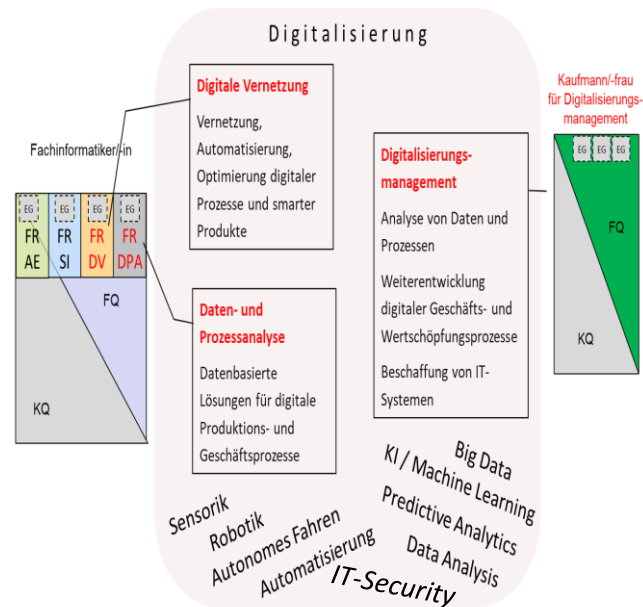 Digitalisierung
Fachinformatiker/-in
EG
EG
EG
EG
FR
AE
FR
SI
FR
DV
FR
DPA
FQ
KQ
Digitale Vernetzung
Vernetzung,
Automatisierung,
Optimierung digitaler
Prozesse und smarter
Produkte
Daten- und
Prozessanalyse
Datenbasierte
Lösungen für digitale
Produktions- und
Geschäftsprozesse
Digitalisierungs-
management
Analyse von Daten und
Prozessen
Weiterentwicklung
digitaler Geschäfts- und
Wertschöpfungsprozesse
Beschaffung von IT-
Systemen
Kaufmann/-frau
für Digitalisierungs-
management
EG
EG
EG
FQ
KQ
Sensorik
Robotik
Autonomes Fahren
Automatisierung
Big Data
KI / Machine Learning
Predictive Analytics
Data Analysis
IT-Security